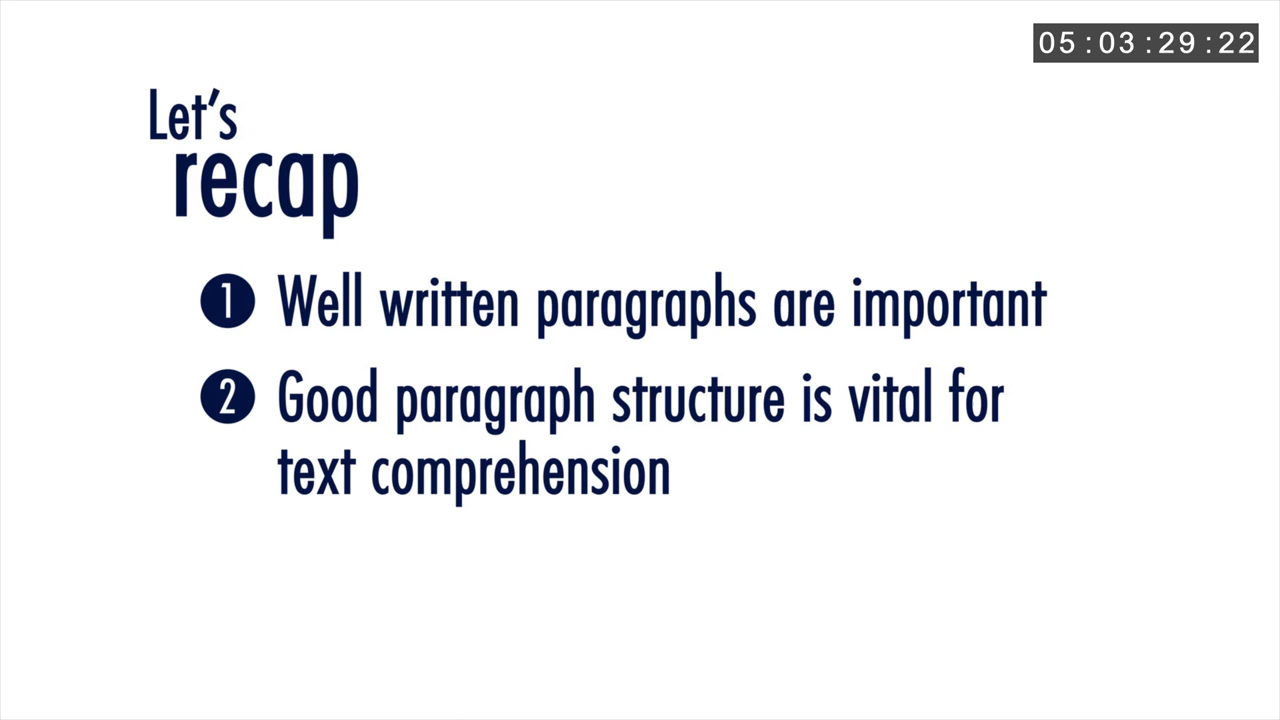 05:03:29:22
Let's
recap
1 Well written paragraphs are important
2 Good paragraph structure is vital for
text comprehension